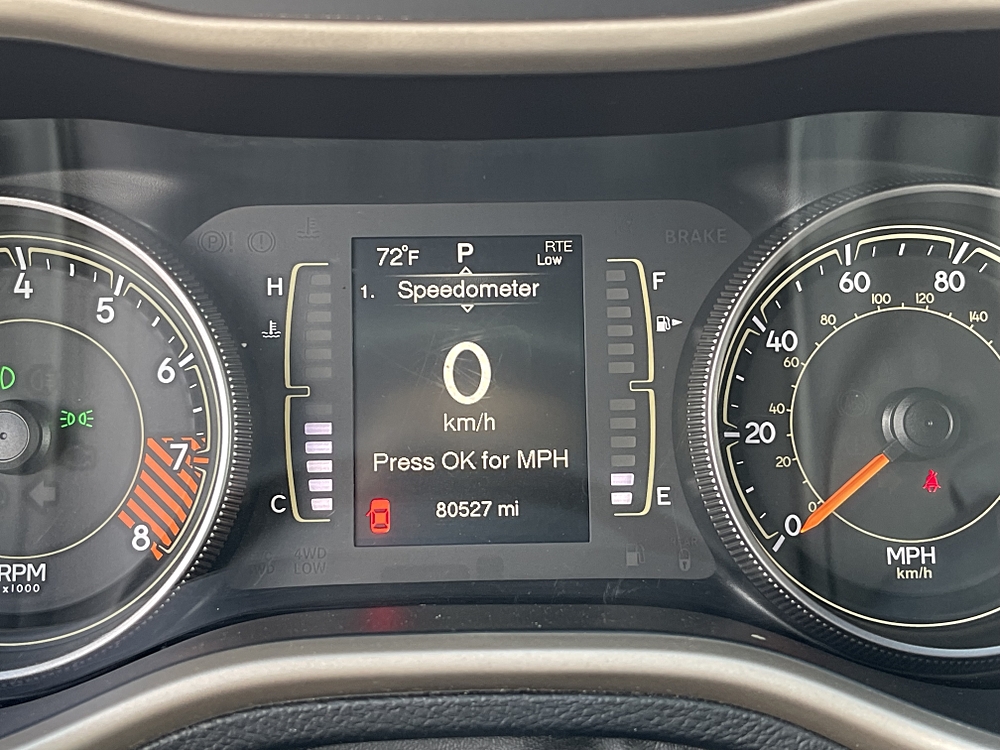 72°F P RTE
Low
1. Speedometer
0
km/h
Press OK for MPH
80527 mi
H
C
F
E
BRAKE
4WD
LOW
4
5
6
7
8
RPM
x1000
0
20
40
60
80
0
20
40
60
80
100
120
140
MPH
km/h